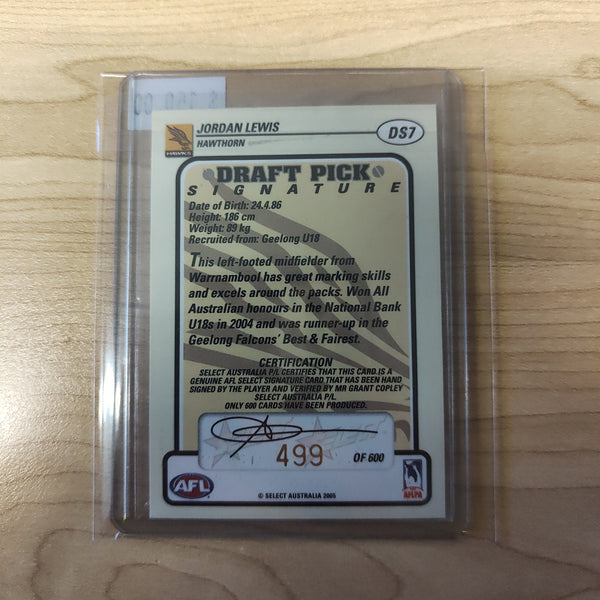 JORDAN LEWIS
HAWTHORN
DS7
HAWKS
DRAFT PICK
SIGNATURE
Date of Birth: 24.4.86
Height: 186 cm
Weight: 89 kg
Recruited from: Geelong U18
This left-footed midfielder from
Warrnambool has great marking skills
and excels around the packs. Won All
Australian honours in the National Bank
U18s in 2004 and was runner-up in the
Geelong Falcons' Best & Fairest.
CERTIFICATION
SELECT AUSTRALIA P/L CERTIFIES THAT THIS CARD IS A
GENUINE AFL SELECT SIGNATURE CARD THAT HAS BEEN HAND
SIGNED BY THE PLAYER AND VERIFIED BY MR GRANT COPLEY
SELECT AUSTRALIA P/L.
ONLY 600 CARDS HAVE BEEN PRODUCED.
499 OF 600
AFL
© SELECT AUSTRALIA 2005
AFLPA